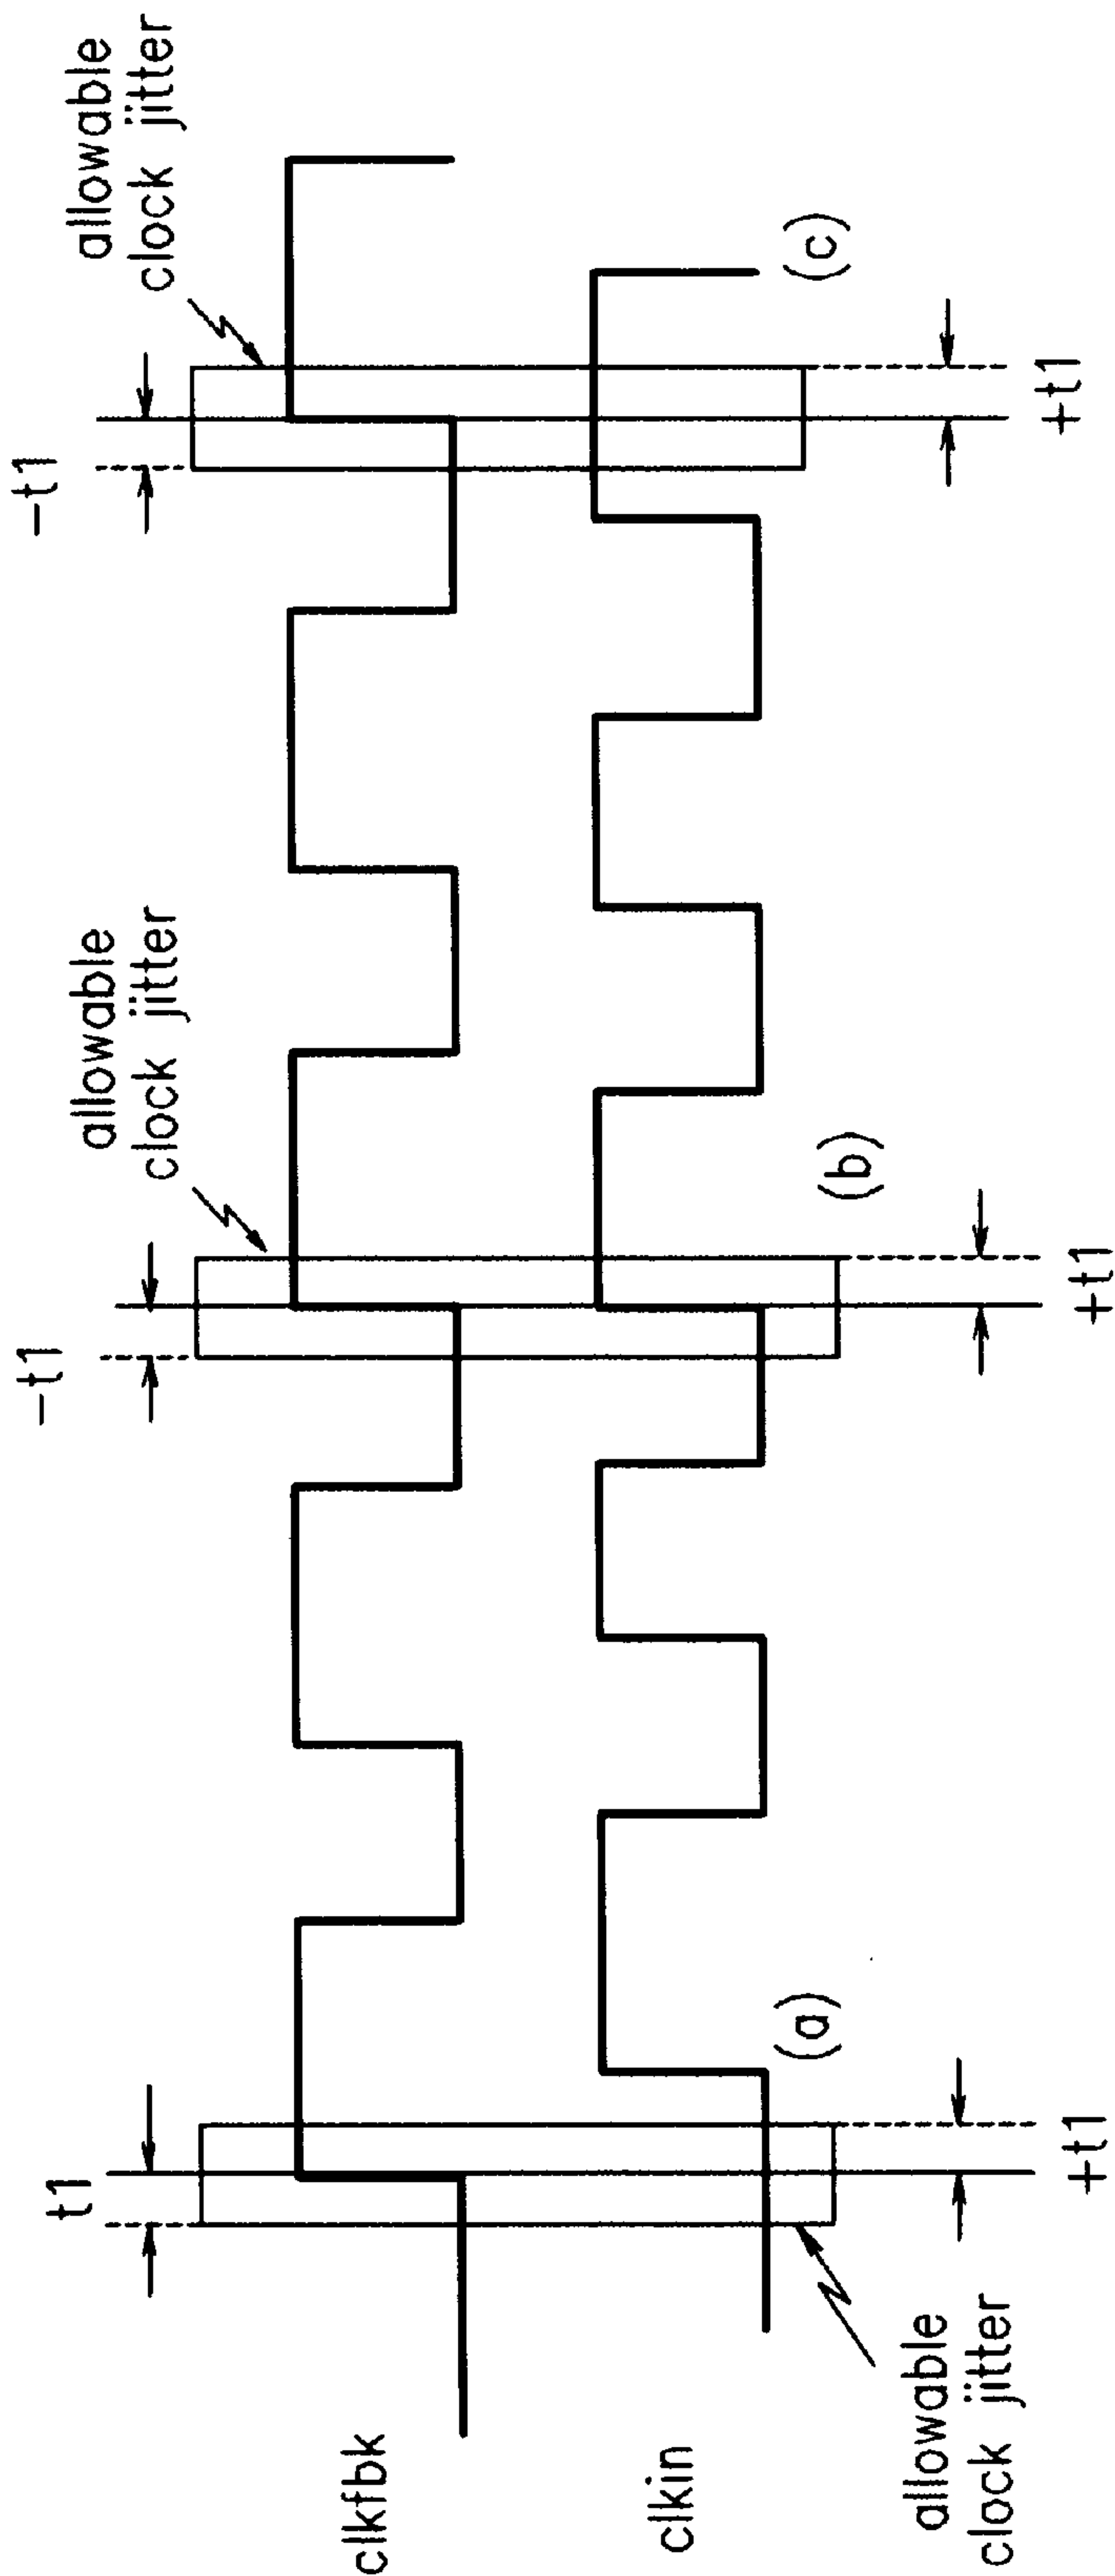 t1
-t1
-t1
allowable
clock jitter
allowable
clock jitter
clkfbk
clkin
(a)
(b)
(c)
allowable
clock jitter
+t1
+t1
+t1